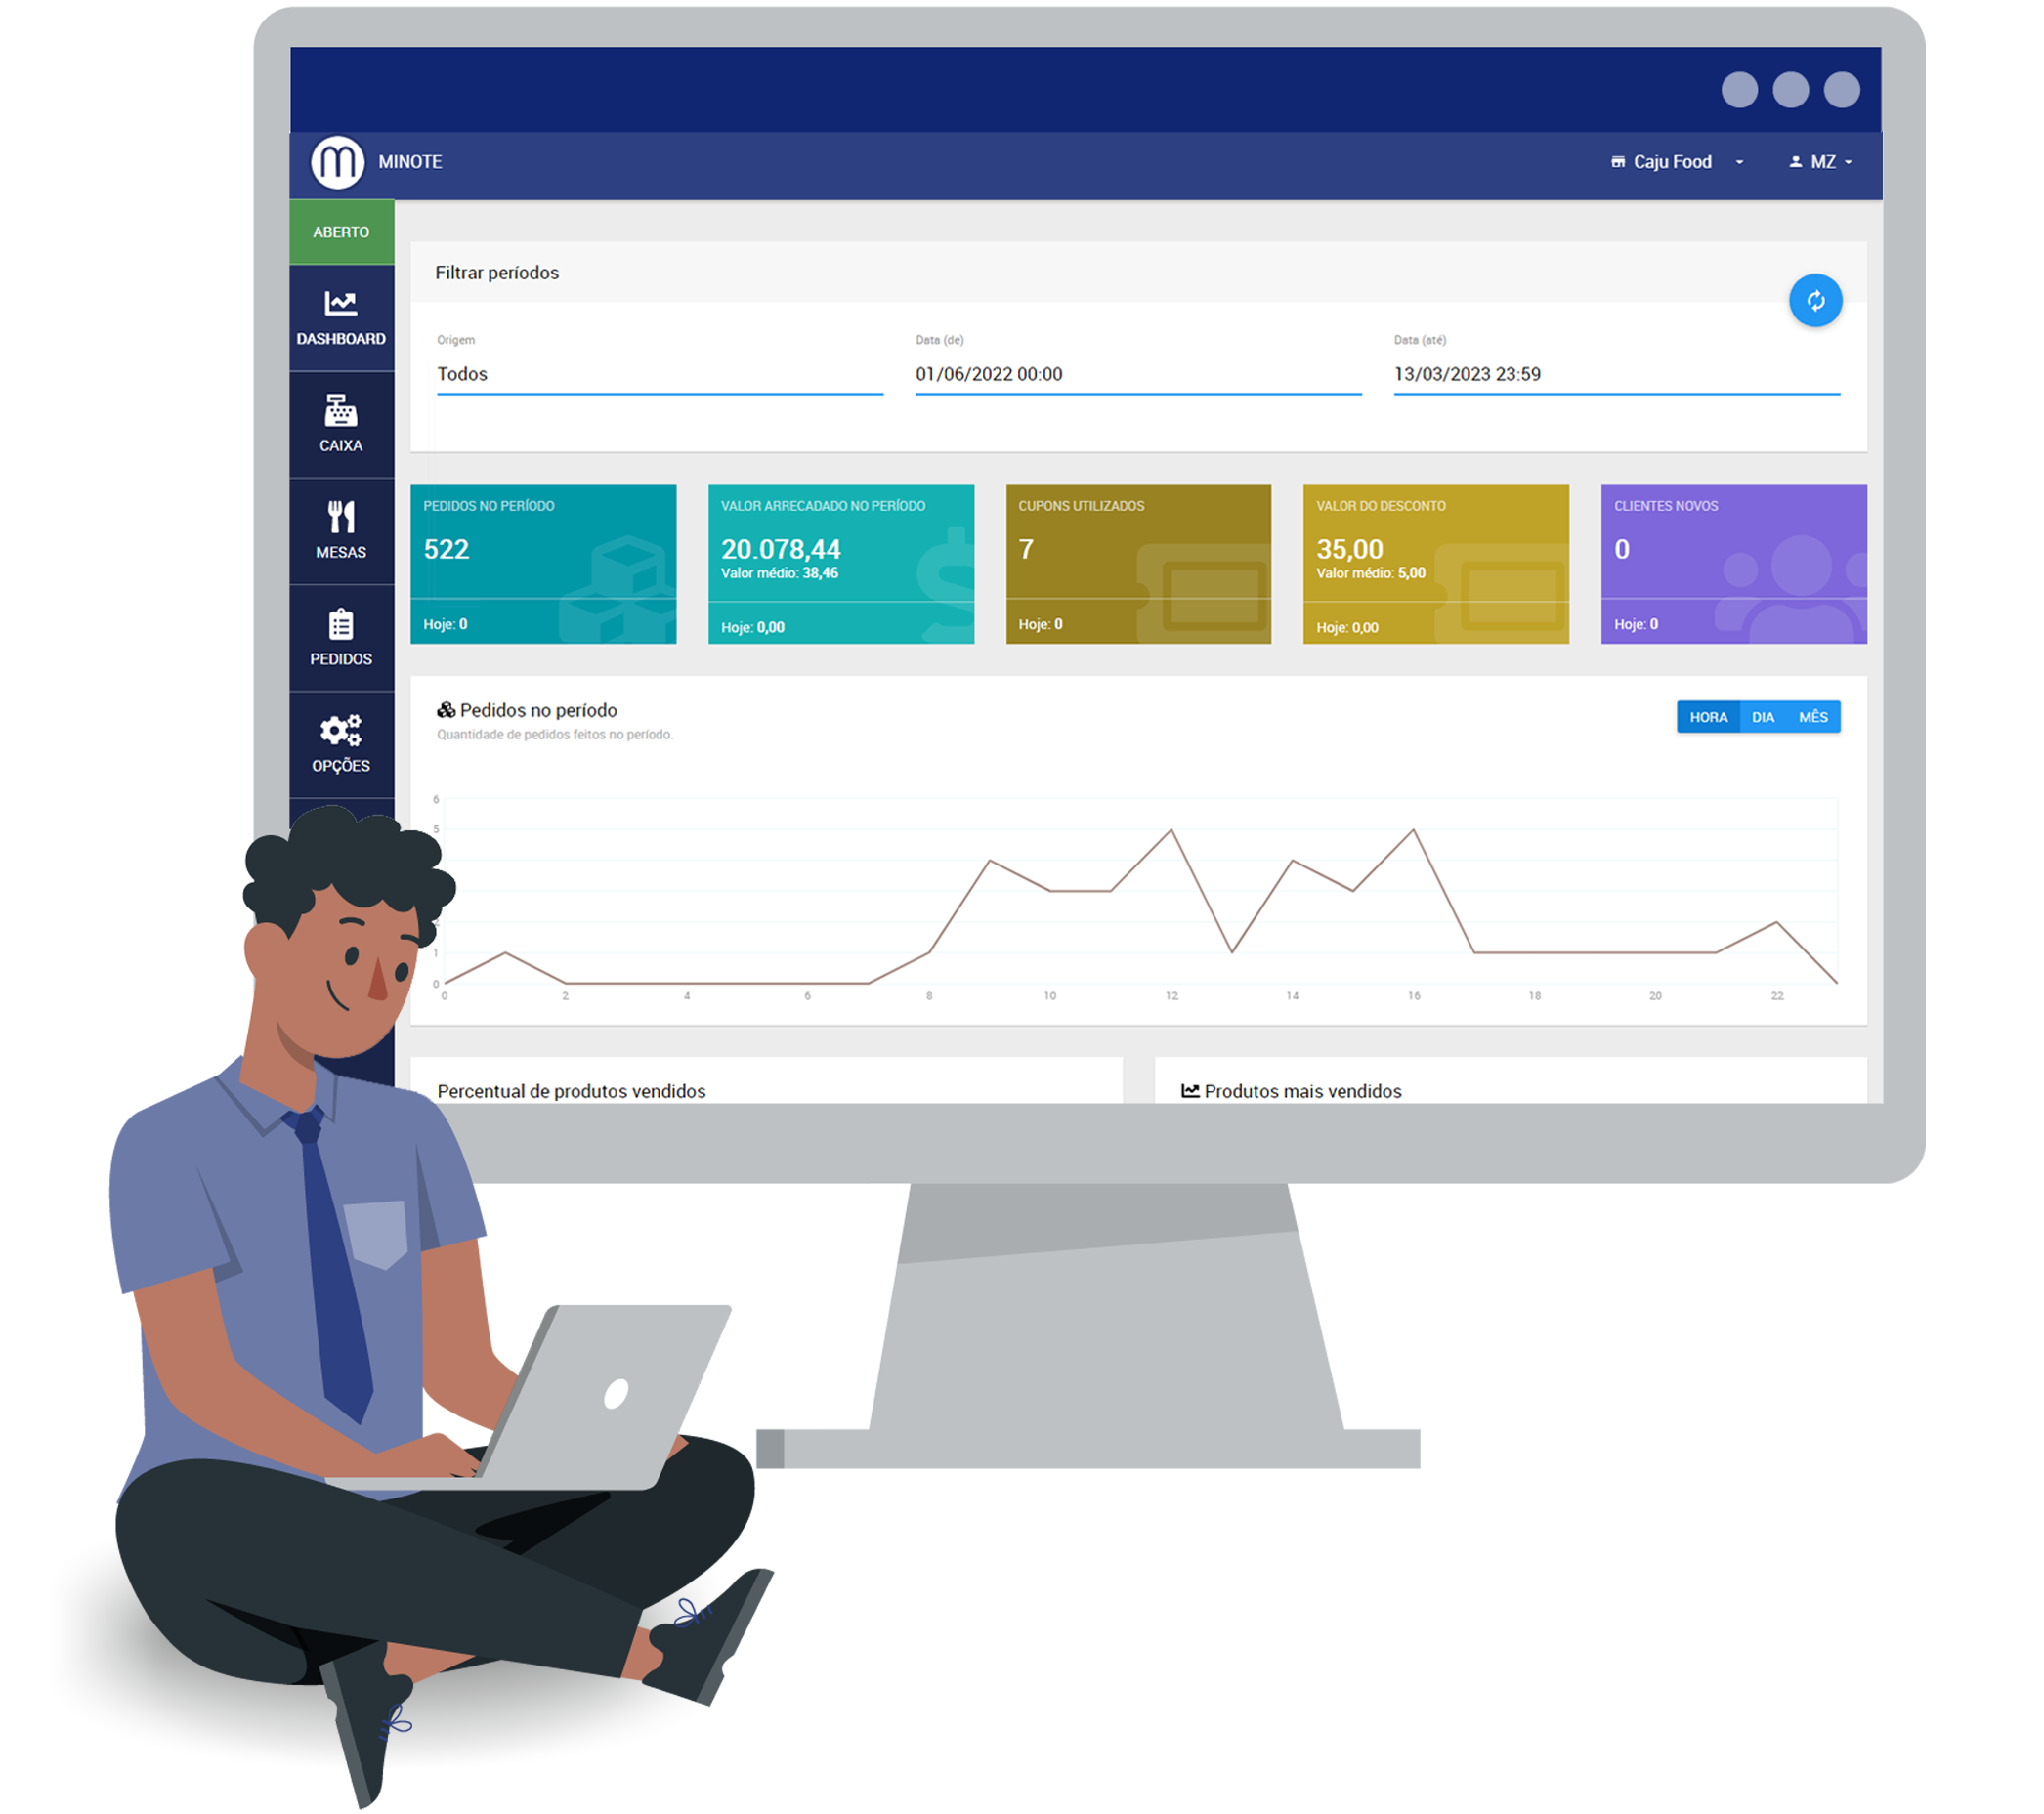 MINOTE
Caju Food
MZ
ABERTO
DASHBOARD
CAIXA
MESAS
PEDIDOS
OPÇÕES
Filtrar períodos
Origem
Todos
Data (de)
01/06/2022 00:00
Data (até)
13/03/2023 23:59
PEDIDOS NO PERÍODO
522
Hoje: 0
VALOR ARRECADADO NO PERÍODO
20.078,44
Valor médio: 38,46
Hoje: 0,00
CUPONS UTILIZADOS
7
Hoje: 0
VALOR DO DESCONTO
35,00
Valor médio: 5,00
Hoje: 0,00
CLIENTES NOVOS
0
Hoje: 0
Pedidos no período
Quantidade de pedidos feitos no período.
HORA DIA MÊS
6
5
1
0
0 2 4 6 8 10 12 14 16 18 20 22
Percentual de produtos vendidos
Produtos mais vendidos